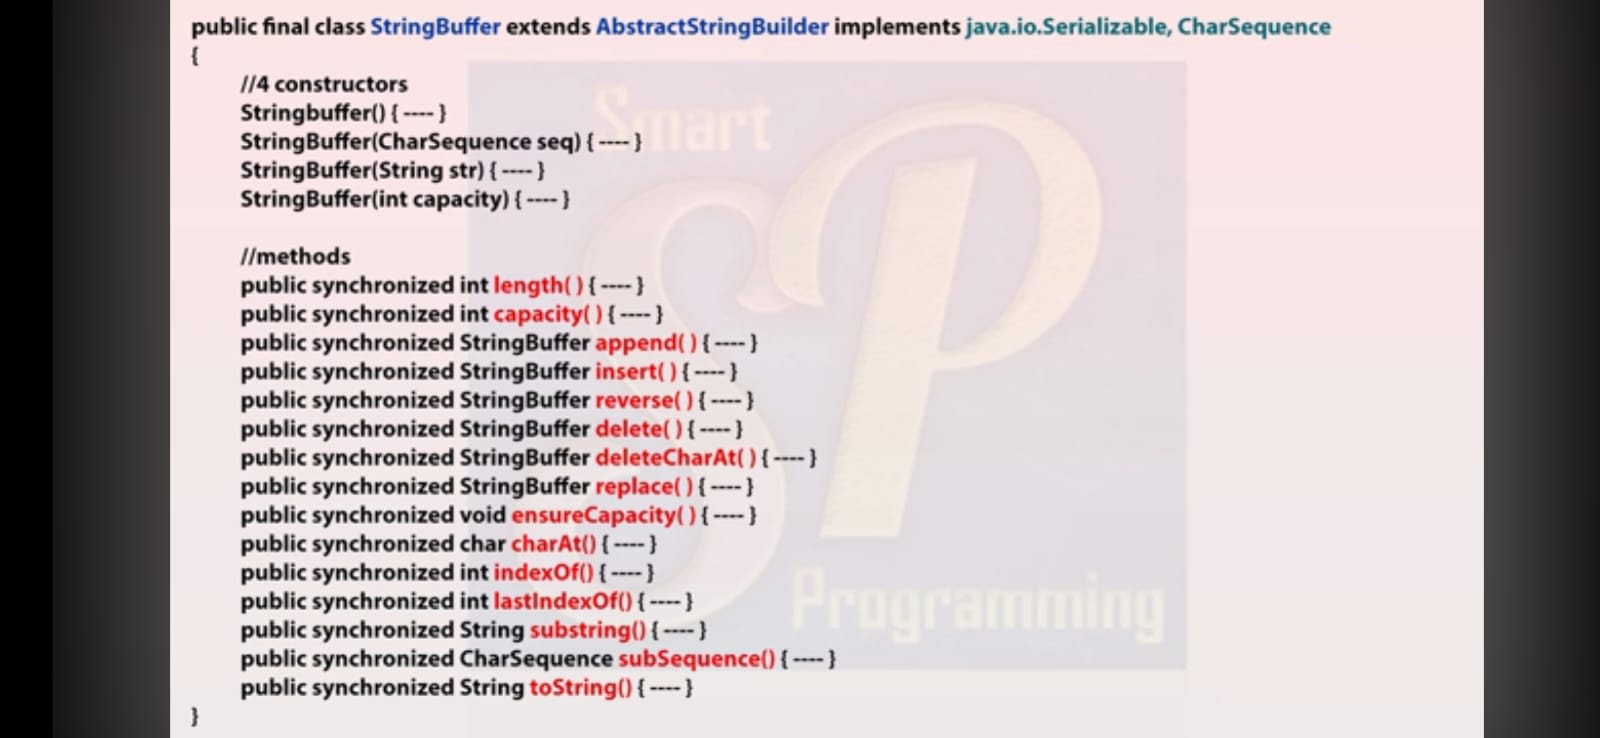 public final class StringBuffer extends AbstractStringBuilder implements java.io.Serializable, CharSequence
{
//4 constructors
Stringbuffer() { ---- }
StringBuffer(CharSequence seq) { ---- }
StringBuffer(String str) { ---- }
StringBuffer(int capacity) { ---- }
//methods
public synchronized int length( ) { ---- }
public synchronized int capacity( ) { ---- }
public synchronized StringBuffer append( ) { ---- }
public synchronized StringBuffer insert( ) { ---- }
public synchronized StringBuffer reverse( ) { ---- }
public synchronized StringBuffer delete( ) { ---- }
public synchronized StringBuffer deleteCharAt( ) { ---- }
public synchronized StringBuffer replace( ) { ---- }
public synchronized void ensureCapacity( ) { ---- }
public synchronized char charAt() { ---- }
public synchronized int indexOf() { ---- }
public synchronized int lastIndexOf() { ---- }
public synchronized String substring() { ---- }
public synchronized CharSequence subSequence() { ---- }
public synchronized String toString() { ---- }
}
Smart
SP
Programming